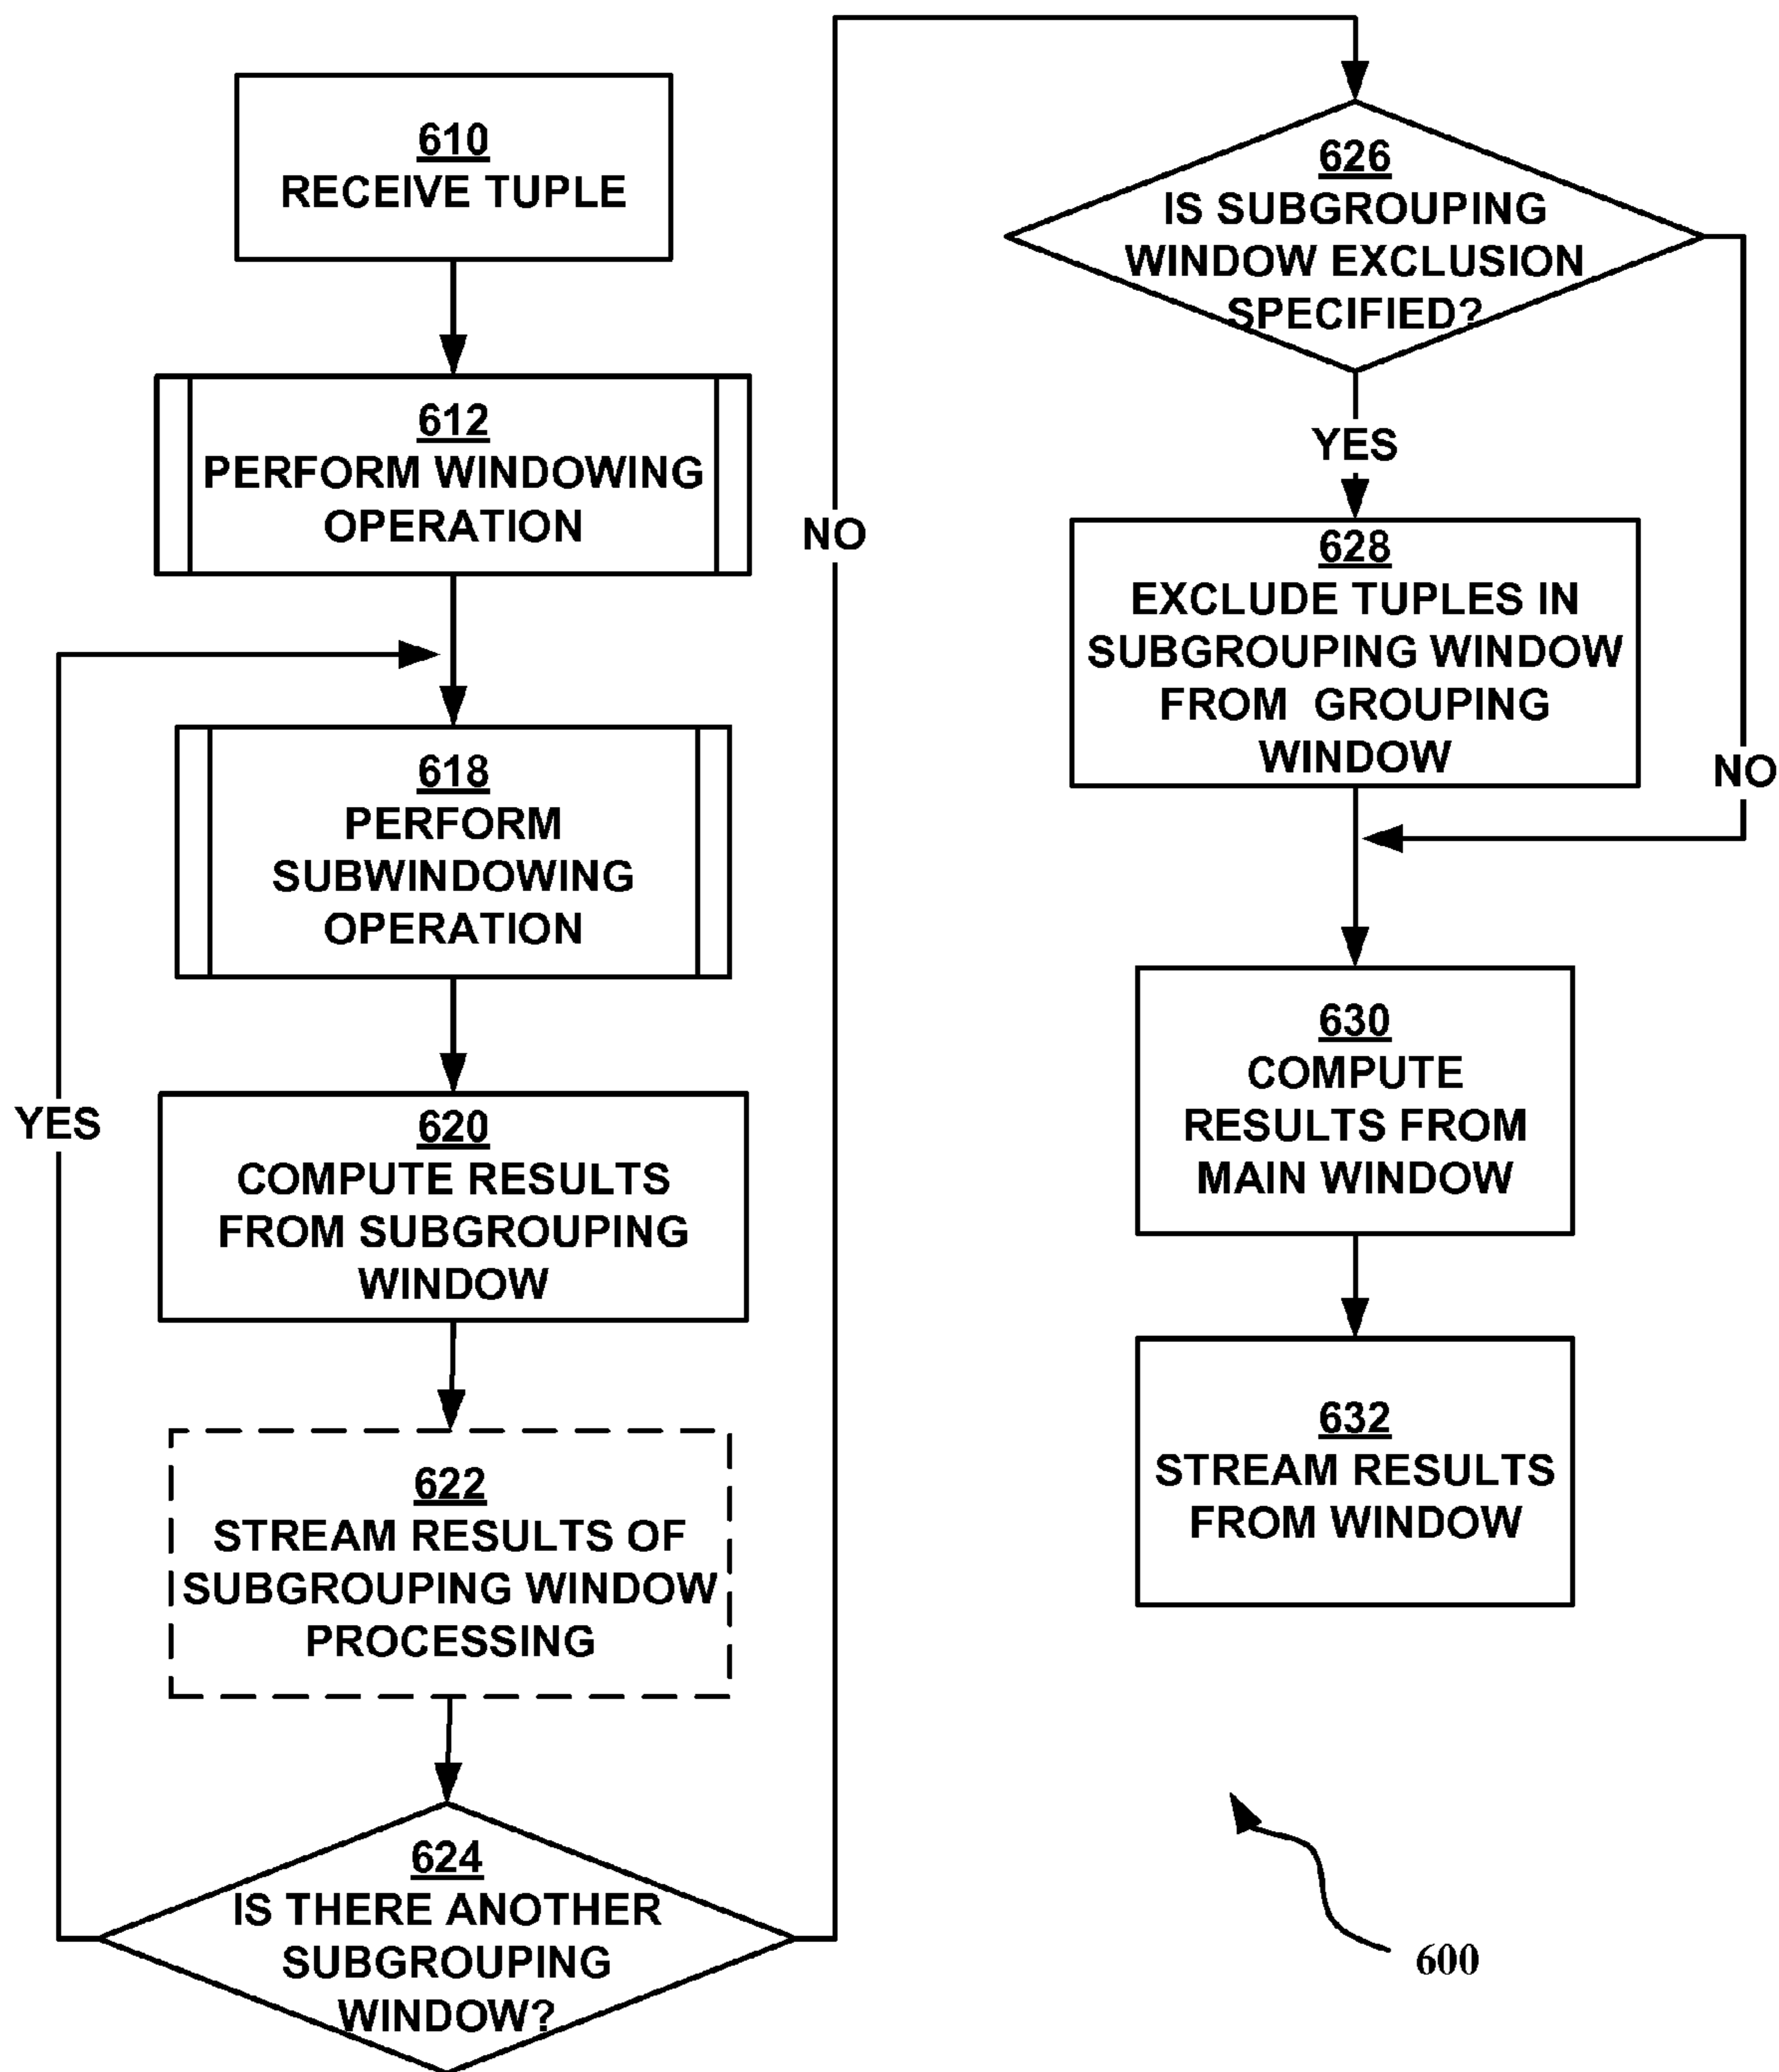 610
RECEIVE TUPLE
612
PERFORM WINDOWING
OPERATION
618
PERFORM
SUBWINDOWING
OPERATION
620
COMPUTE RESULTS
FROM SUBGROUPING
WINDOW
622
STREAM RESULTS OF
SUBGROUPING WINDOW
PROCESSING
624
IS THERE ANOTHER
SUBGROUPING
WINDOW?
YES
NO
626
IS SUBGROUPING
WINDOW EXCLUSION
SPECIFIED?
YES
NO
628
EXCLUDE TUPLES IN
SUBGROUPING WINDOW
FROM GROUPING
WINDOW
630
COMPUTE
RESULTS FROM
MAIN WINDOW
632
STREAM RESULTS
FROM WINDOW
600